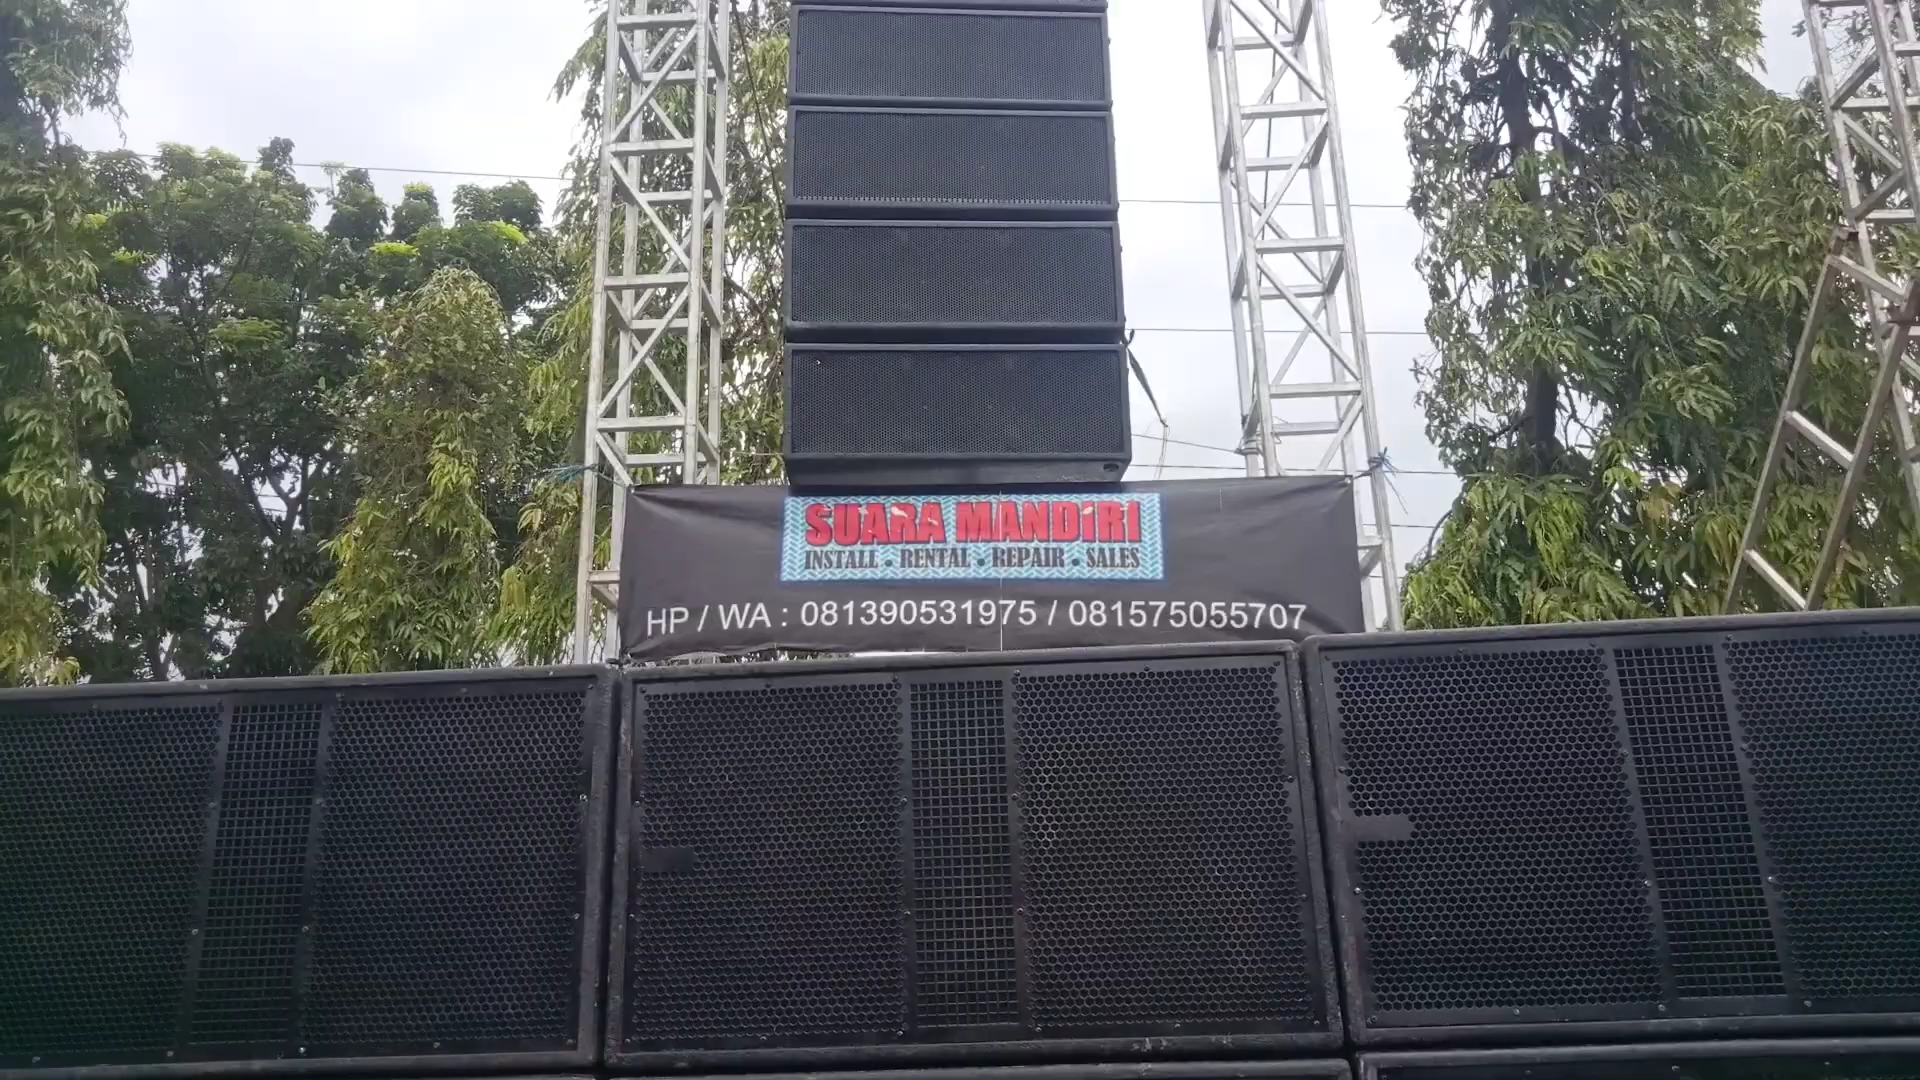 SUARA MANDiRI
INSTALL • RENTAL • REPAIR • SALES
HP / WA : 081390531975 / 081575055707